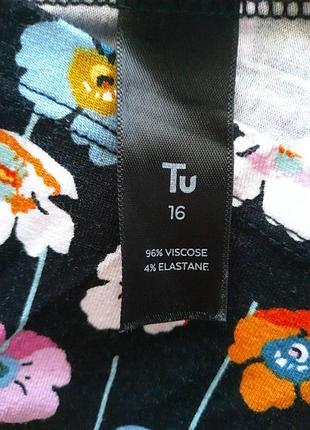 Tu
16
96% VISCOSE
4% ELASTANE